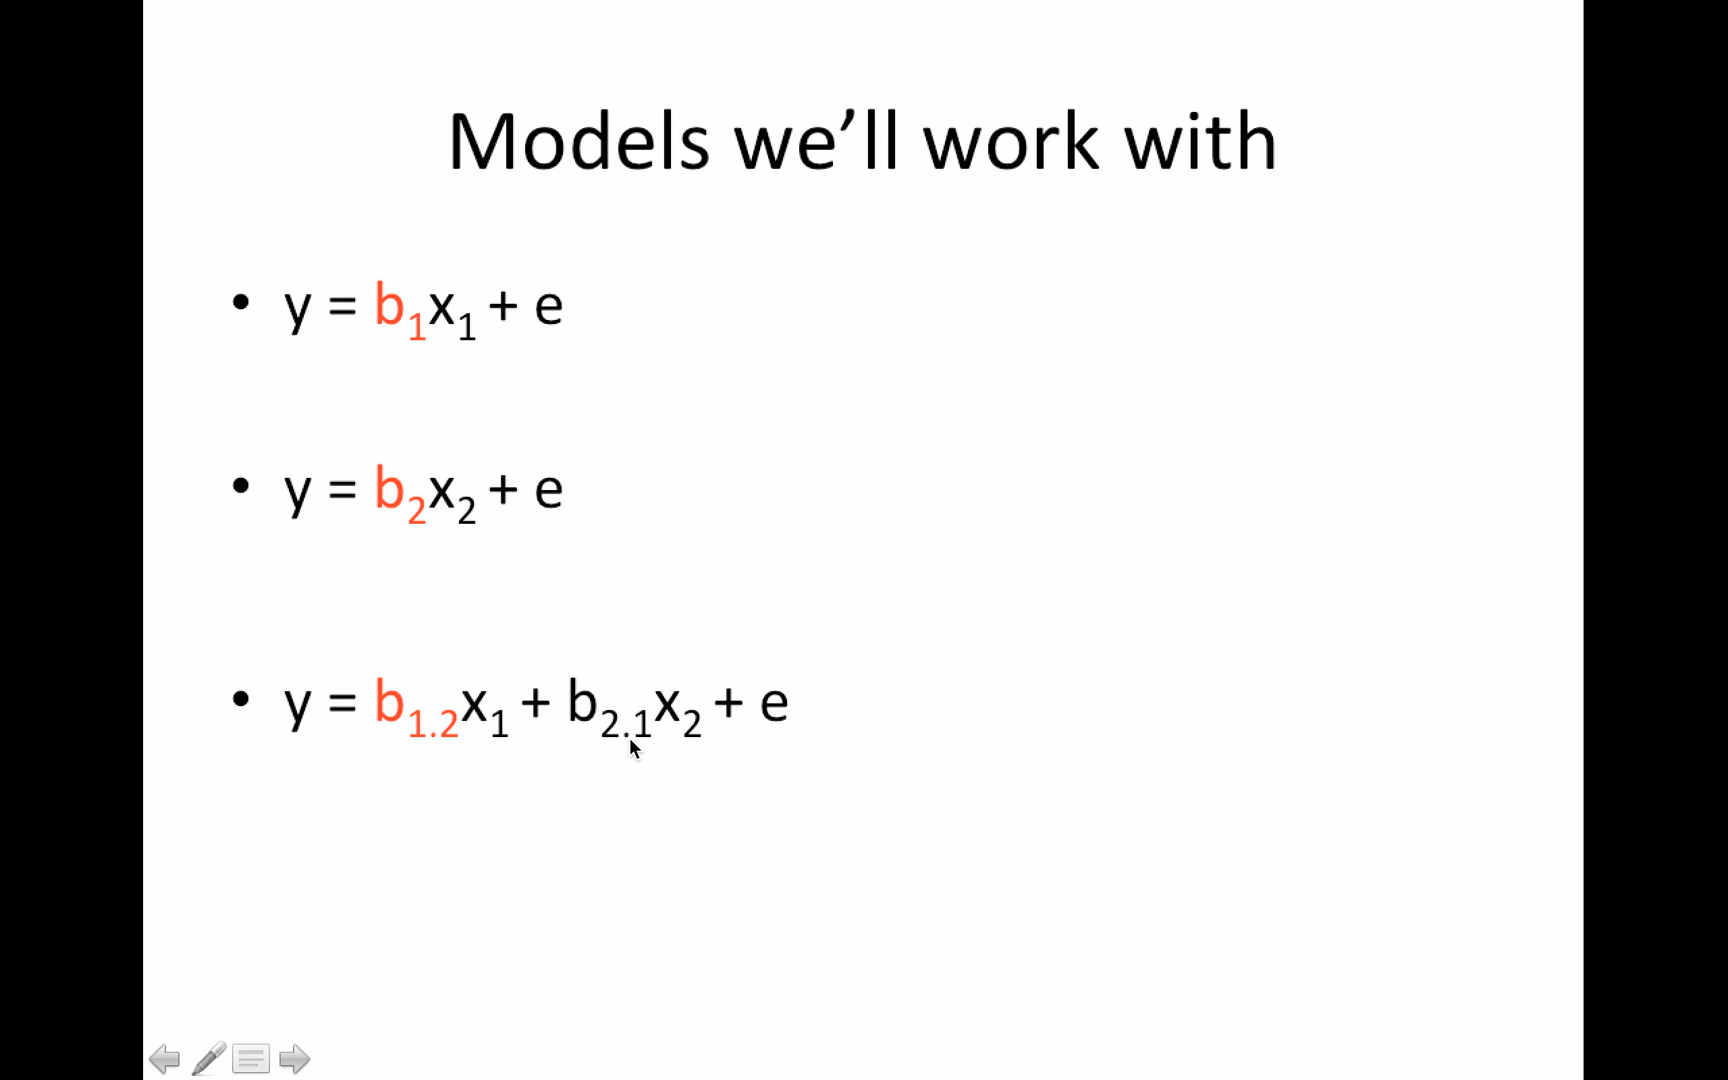 Models we’ll work with
• y = b₁x₁ + e
• y = b₂x₂ + e
• y = b₁.₂x₁ + b₂.₁x₂ + e